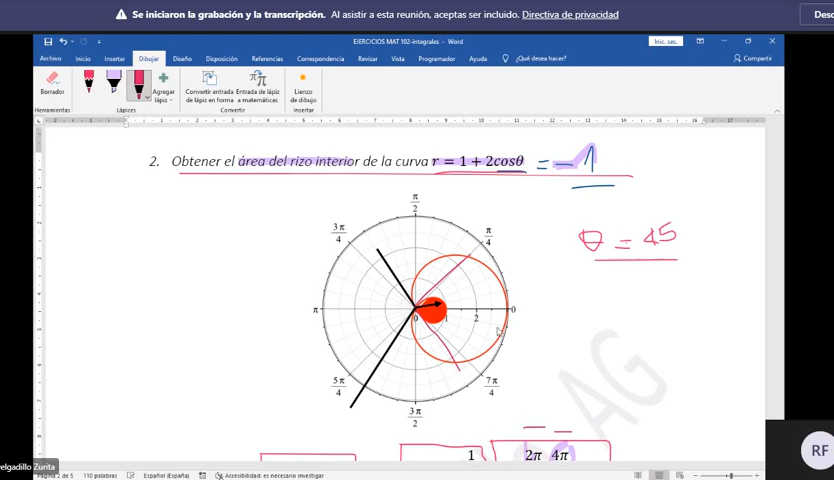 Se iniciaron la grabación y la transcripción. Al asistir a esta reunión, aceptas ser incluido. Directiva de privacidad
EJERCICIOS MAT 102-integrales - Word
Inic. ses.
Archivo Inicio Insertar Dibujar Diseño Disposición Referencias Correspondencia Revisar Vista Programador Ayuda ¿Qué desea hacer? Compartir
Borrador
Agregar lápiz
Convertir entrada de lápiz en forma
Entrada de lápiz a matemáticas
Lienzo de dibujo
Herramientas Lápices Convertir Insertar
2. Obtener el área del rizo interior de la curva r = 1 + 2cosθ = -1
π/2
3π/4 π/4
θ = 45
π 0 1 2 0
5π/4 7π/4
3π/2
AG
1 2π 4π
RF
elgadillo Zurita
Página 2 de 5 110 palabras Español (España) Accesibilidad: es necesario investigar